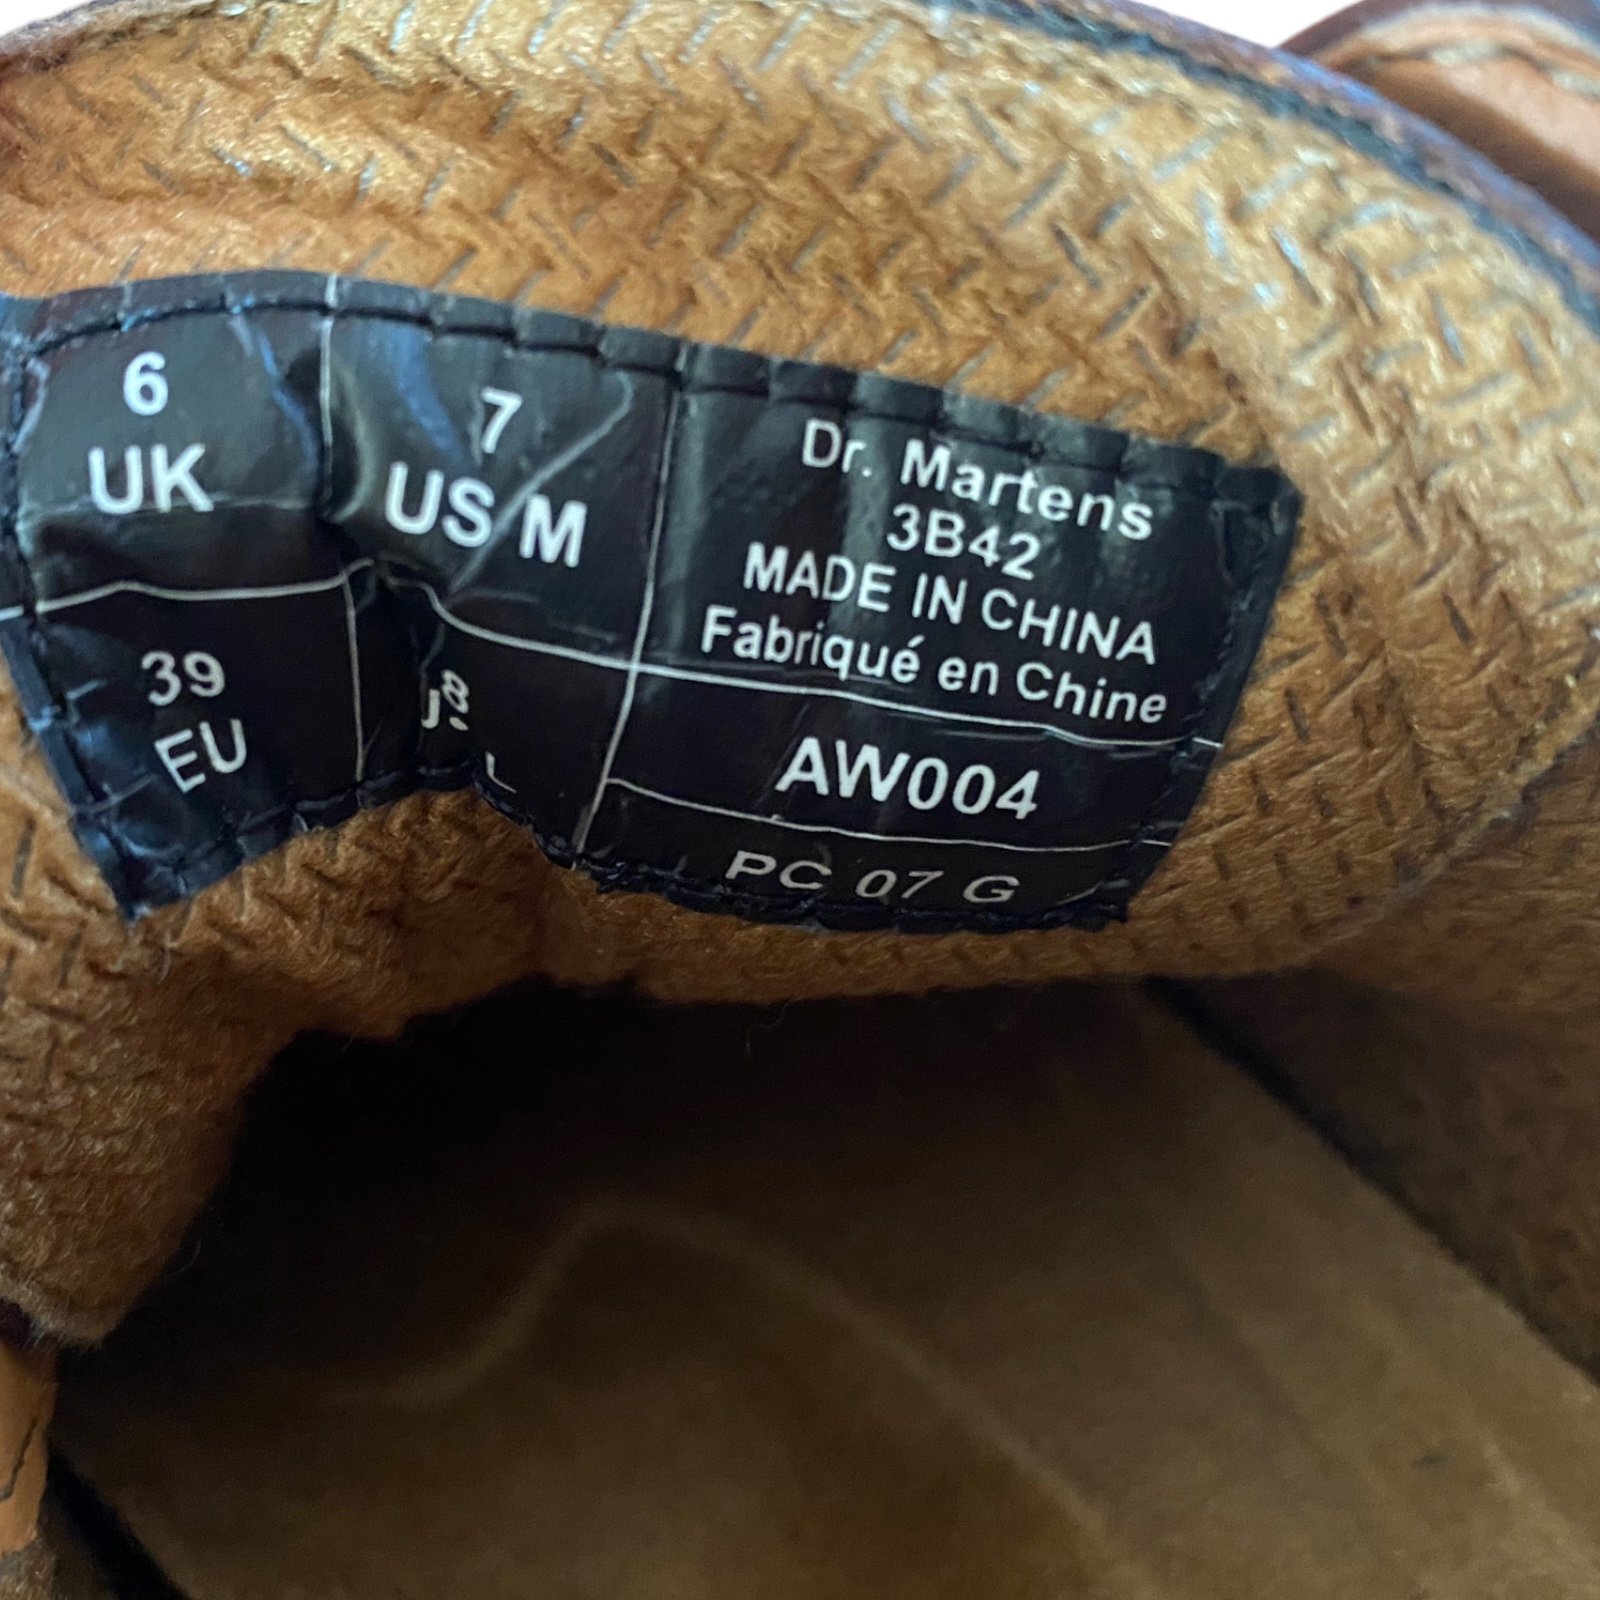 6
UK
7
US M
Dr. Martens
3B42
MADE IN CHINA
Fabriqué en Chine
39
EU
AW004
PC 07 G